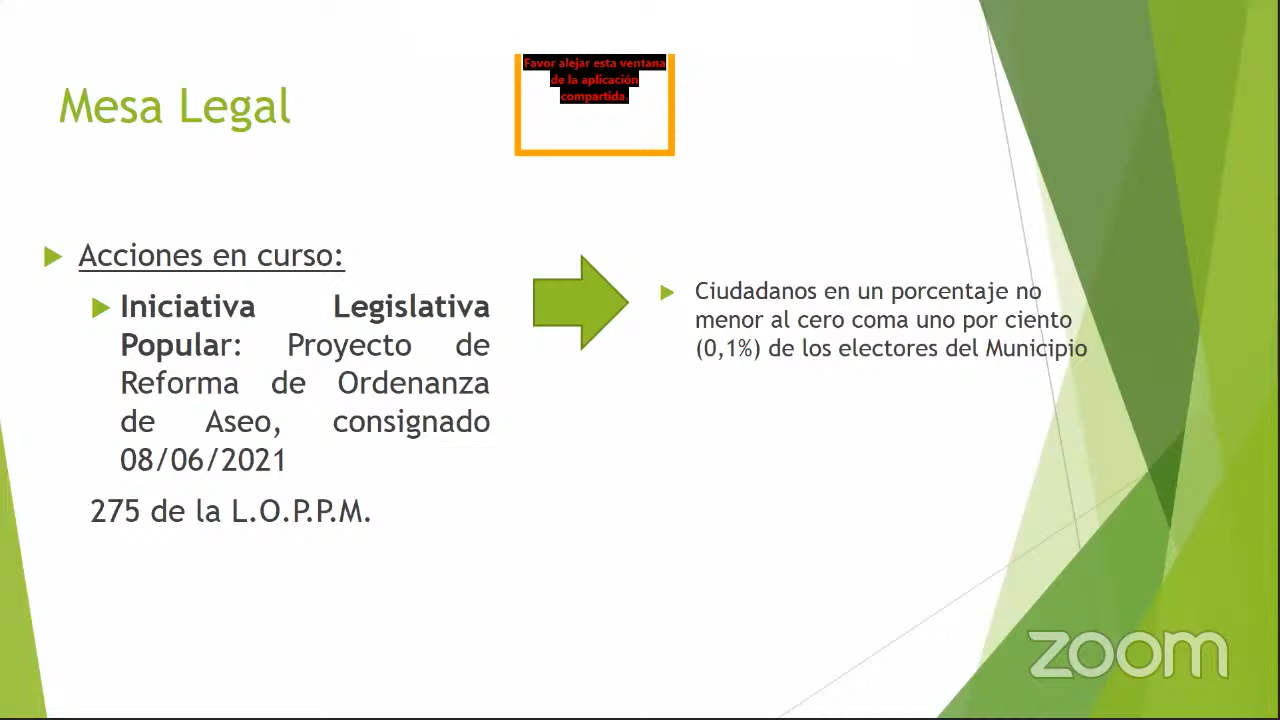 Favor alejar esta ventana
de la aplicación
compartida.
Mesa Legal
Acciones en curso:
Iniciativa Legislativa
Popular: Proyecto de
Reforma de Ordenanza
de Aseo, consignado
08/06/2021
275 de la L.O.P.P.M.
Ciudadanos en un porcentaje no
menor al cero coma uno por ciento
(0,1%) de los electores del Municipio
zoom